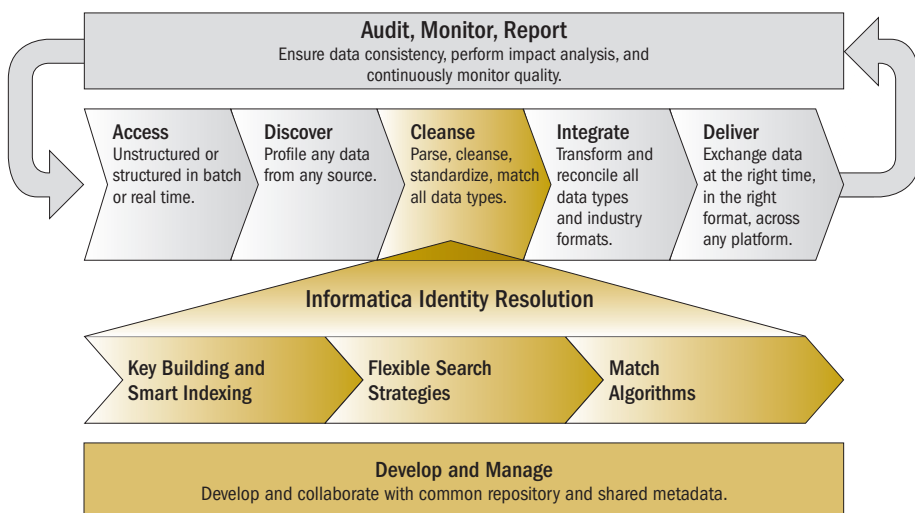 Audit, Monitor, Report
Ensure data consistency, perform impact analysis, and
continuously monitor quality.
Access
Unstructured or
structured in batch
or real time.
Discover
Profile any data
from any source.
Cleanse
Parse, cleanse,
standardize, match
all data types.
Integrate
Transform and
reconcile all
data types
and industry
formats.
Deliver
Exchange data
at the right time,
in the right
format, across
any platform.
Informatica Identity Resolution
Key Building and
Smart Indexing
Flexible Search
Strategies
Match
Algorithms
Develop and Manage
Develop and collaborate with common repository and shared metadata.